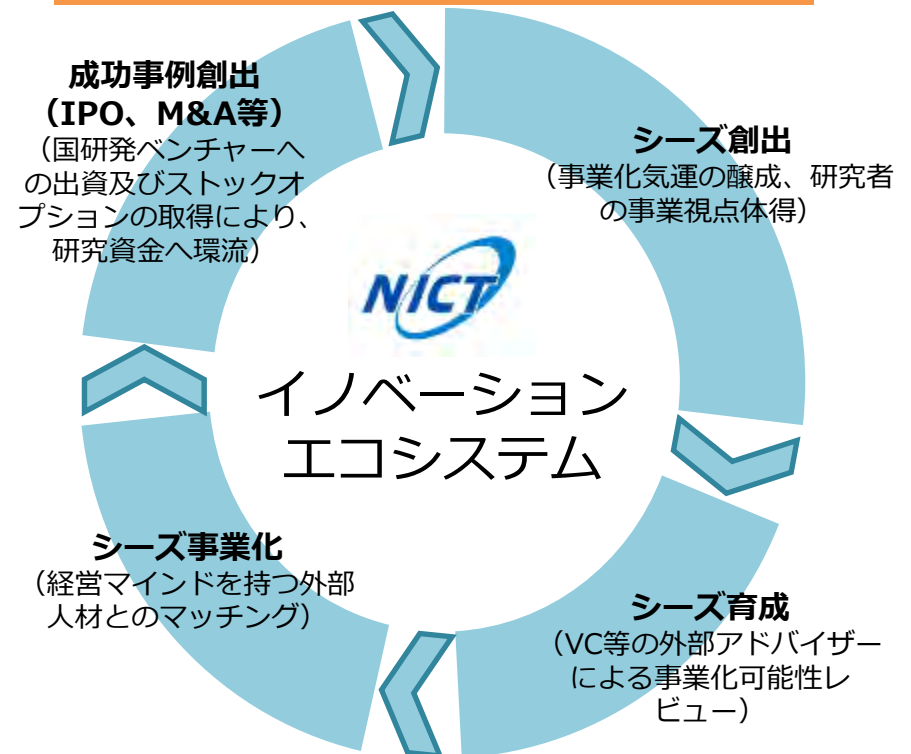 成功事例創出
（IPO、M&A等）
（国研発ベンチャーへ
の出資及びストックオ
プションの取得により、
研究資金へ環流）
シーズ創出
（事業化気運の醸成、研究者
の事業視点体得）
NICT
イノベーション
エコシステム
シーズ事業化
（経営マインドを持つ外部
人材とのマッチング）
シーズ育成
（VC等の外部アドバイザー
による事業化可能性レ
ビュー）